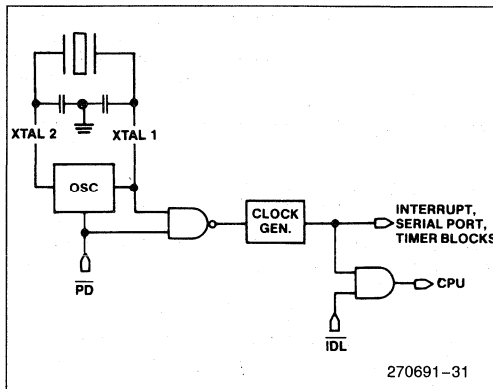 XTAL 2
XTAL 1
OSC
CLOCK
GEN.
INTERRUPT,
SERIAL PORT,
TIMER BLOCKS
CPU
PD
IDL
270691-31